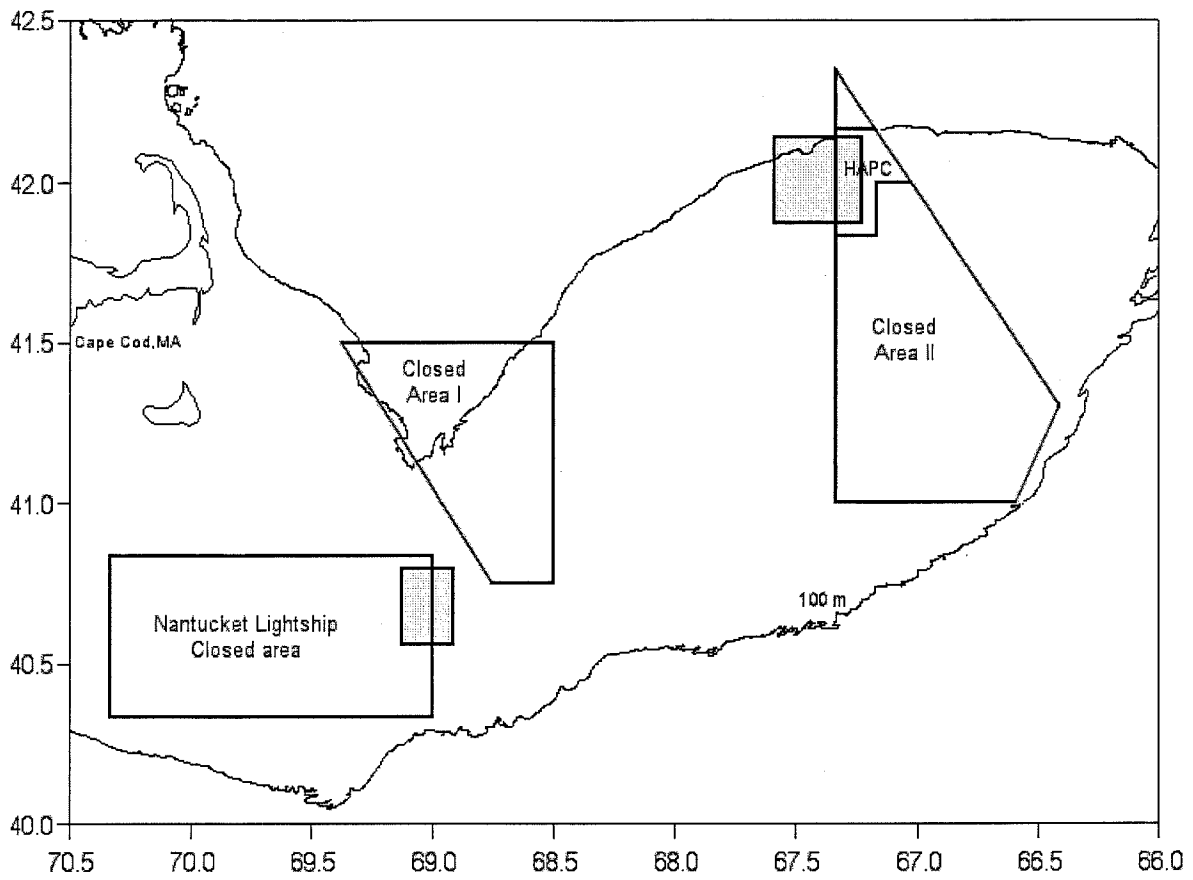 42.5
42.0
41.5
41.0
40.5
40.0
HAPC
Cape Cod,MA
Closed
Area II
Closed
Area I
100 m
Nantucket Lightship
Closed area
70.5 70.0 69.5 69.0 68.5 68.0 67.5 67.0 66.5 66.0